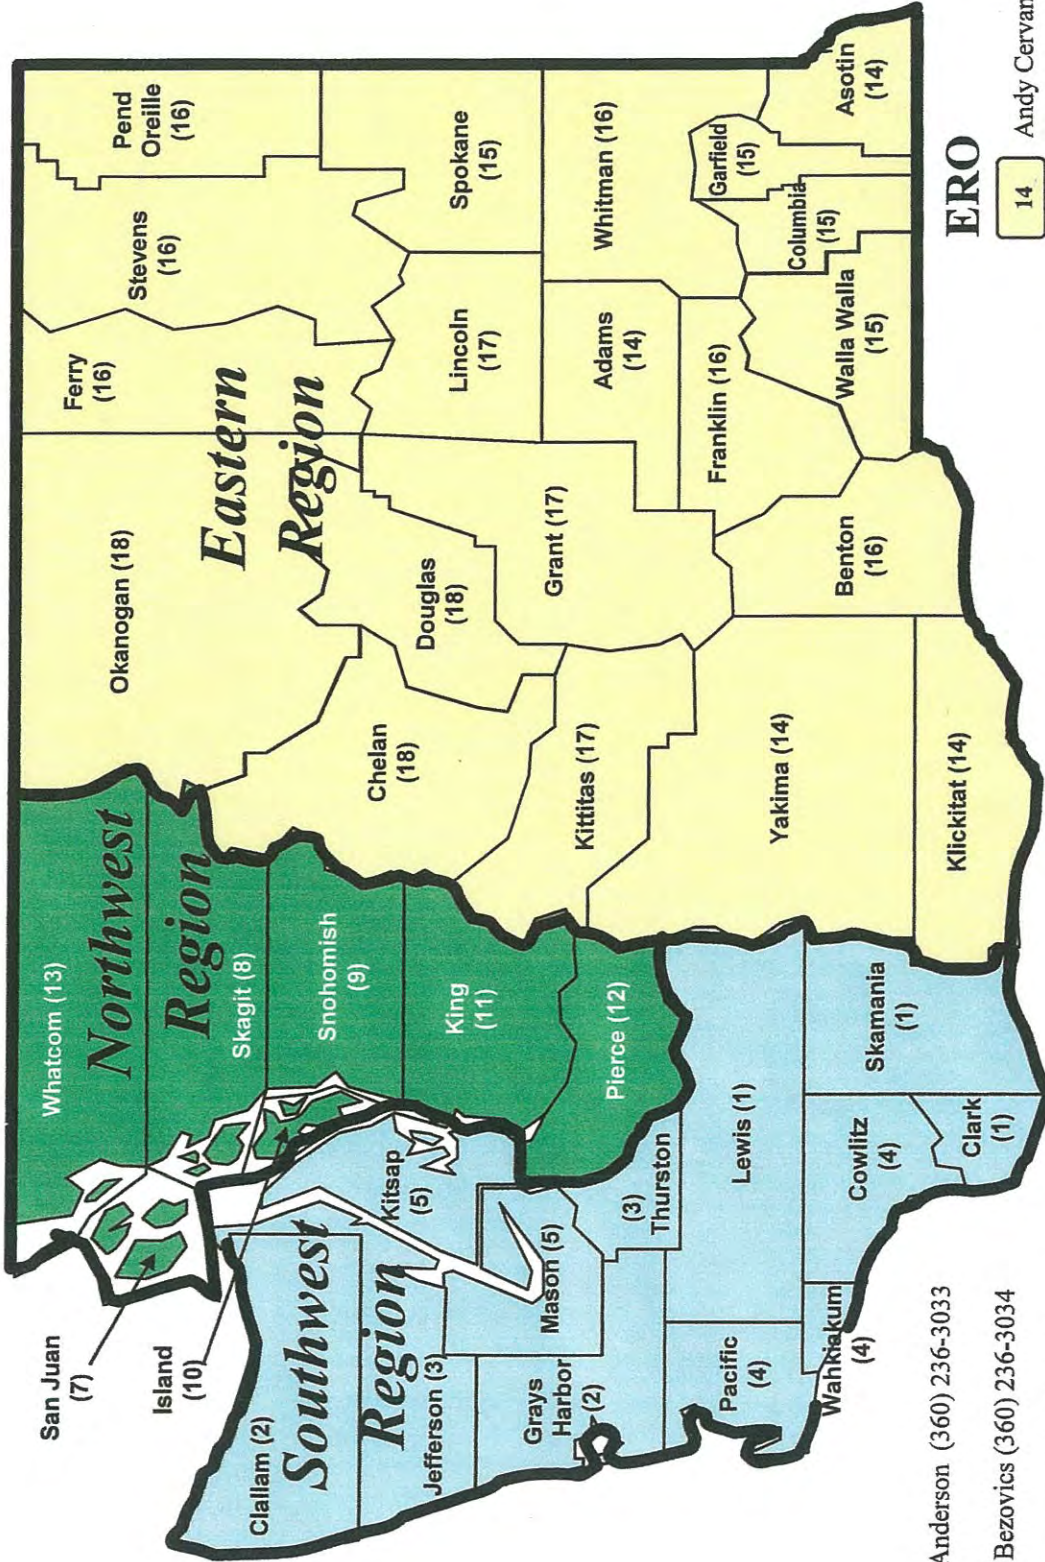 Whatcom (13)
Northwest
Region
San Juan
(7)
Skagit (8)
Island
(10)
Snohomish
(9)
King
(11)
Pierce (12)
Clallam (2)
Southwest
Region
Jefferson (3)
Kitsap
(5)
Mason (5)
Grays
Harbor
(2)
(3)
Thurston
Lewis (1)
Pacific
(4)
Wahkiakum
(4)
Cowlitz
(4)
Clark
(1)
Skamania
(1)
Okanogan (18)
Eastern
Region
Ferry
(16)
Stevens
(16)
Pend
Oreille
(16)
Chelan
(18)
Douglas
(18)
Lincoln
(17)
Spokane
(15)
Grant (17)
Kittitas (17)
Adams
(14)
Whitman (16)
Yakima (14)
Franklin (16)
Benton
(16)
Walla Walla
(15)
Columbia
(15)
Garfield
(15)
Asotin
(14)
Klickitat (14)
Anderson (360) 236-3033
Bezovics (360) 236-3034
ERO
14
Andy